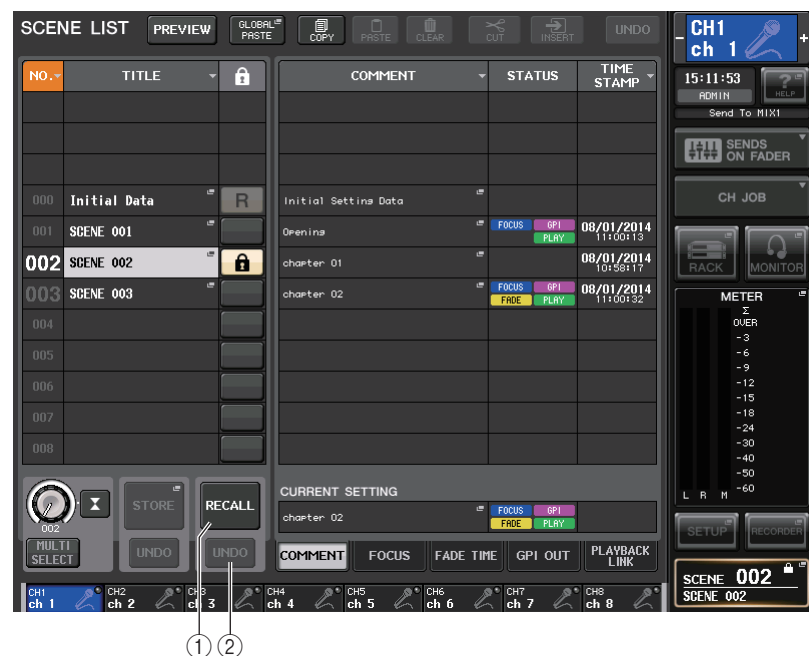 SCENE LIST PREVIEW GLOBAL PASTE COPY PASTE CLEAR CUT INSERT UNDO
- CH1 +
ch 1
NO. TITLE COMMENT STATUS TIME STAMP
15:11:53
ADMIN
? HELP
Send To MIX1
SENDS ON FADER
CH JOB
RACK MONITOR
000 Initial Data R Initial Setting Data
001 SCENE 001 Opening FOCUS GPI PLAY 08/01/2014 11:00:13
002 SCENE 002 chapter 01 08/01/2014 10:58:17
003 SCENE 003 chapter 02 FOCUS GPI FADE PLAY 08/01/2014 11:00:32
004
005
006
007
008
METER
Σ
OVER
-3
-6
-9
-12
-15
-18
-24
-30
-40
-50
-60
L R M
SETUP RECORDER
002
STORE
RECALL
MULTI SELECT
UNDO
UNDO
CURRENT SETTING
chapter 02 FOCUS GPI FADE PLAY
COMMENT FOCUS FADE TIME GPI OUT PLAYBACK LINK
SCENE 002
SCENE 002
CH1 CH2 CH3 CH4 CH5 CH6 CH7 CH8
ch 1 ch 2 ch 3 ch 4 ch 5 ch 6 ch 7 ch 8
1 2